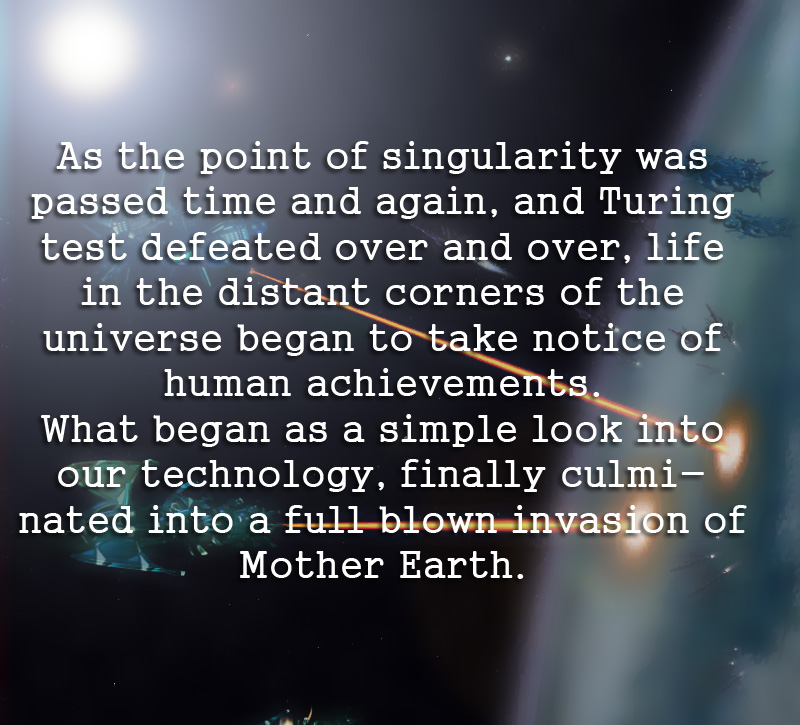 As the point of singularity was
passed time and again, and Turing
test defeated over and over, life
in the distant corners of the
universe began to take notice of
human achievements.
What began as a simple look into
our technology, finally culmi-
nated into a full blown invasion of
Mother Earth.